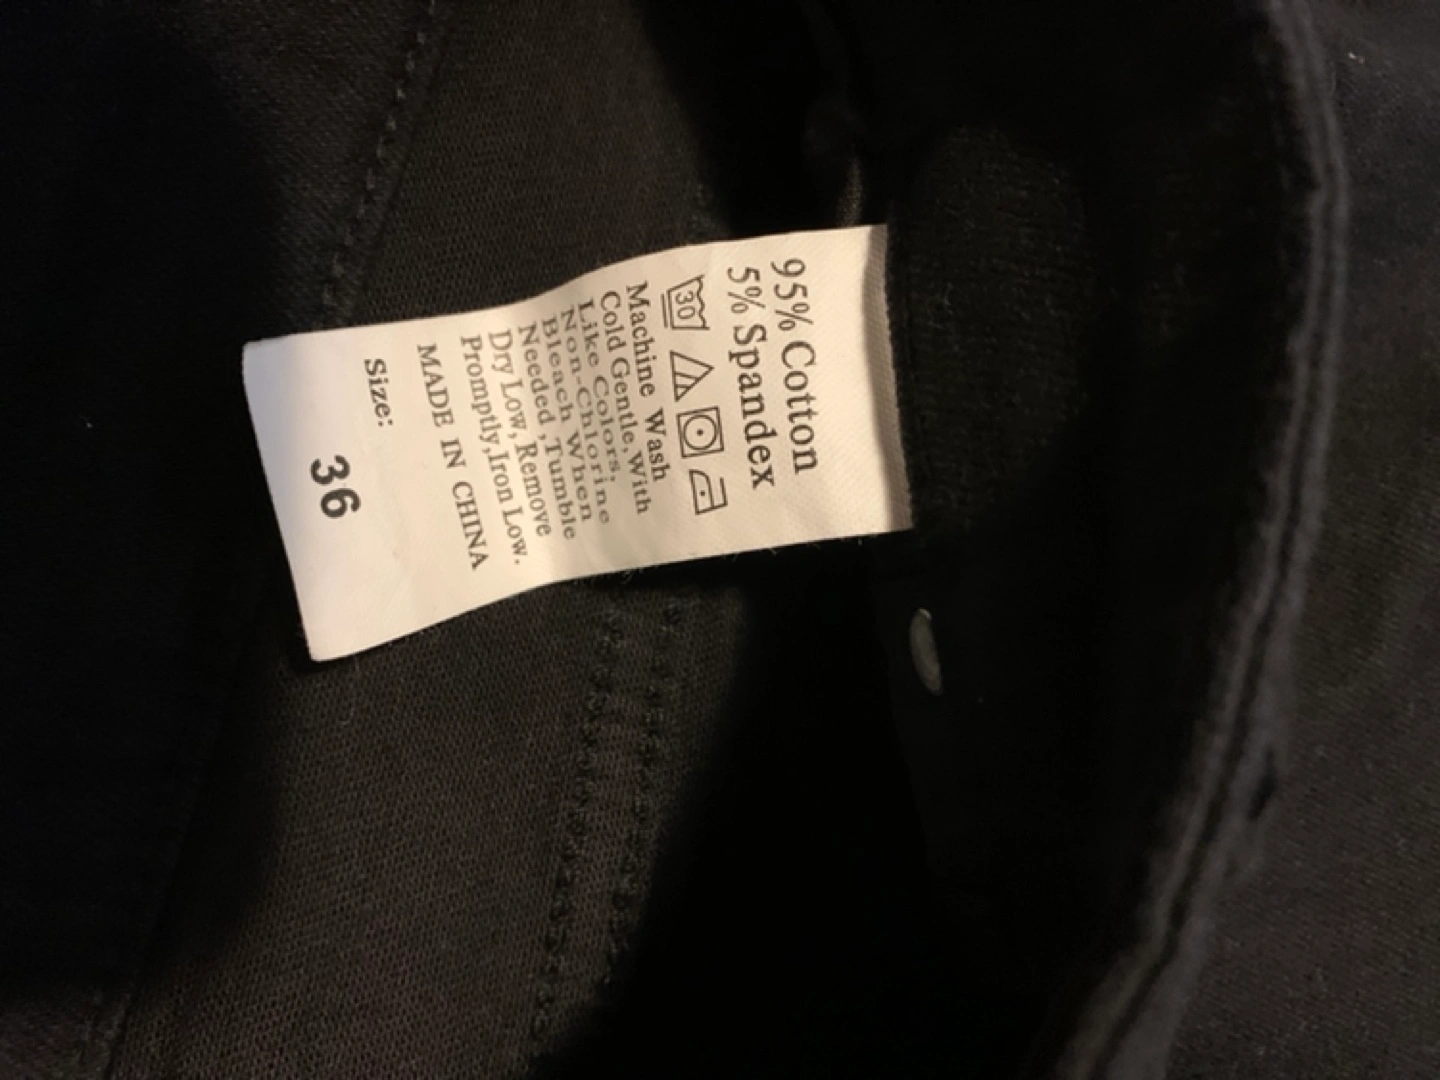 95% Cotton
5% Spandex
30
Machine Wash
Cold Gentle,With
Like Colors,
Non-Chlorine
Bleach When
Needed ,Tumble
Dry Low, Remove
Promptly,Iron Low.
MADE IN CHINA
Size:
36